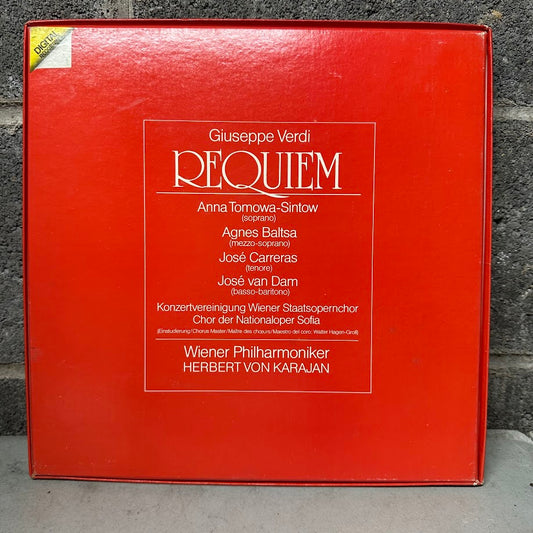 DIGITAL
Giuseppe Verdi
REQUIEM
Anna Tomowa-Sintow
(soprano)
Agnes Baltsa
(mezzo-soprano)
José Carreras
(tenore)
José van Dam
(basso-baritono)
Konzertvereinigung Wiener Staatsopernchor
Chor der Nationaloper Sofia
(Einstudierung/Chorus Master/Maître des chœurs/Maestro del coro: Walter Hagen-Groll)
Wiener Philharmoniker
HERBERT VON KARAJAN